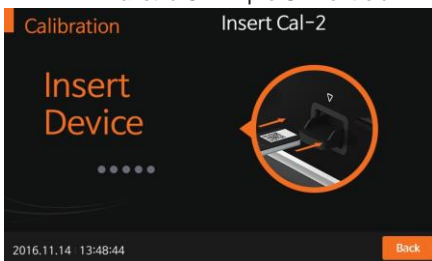 Calibration
Insert Cal-2
Insert
Device
2016.11.14 13:48:44
Back